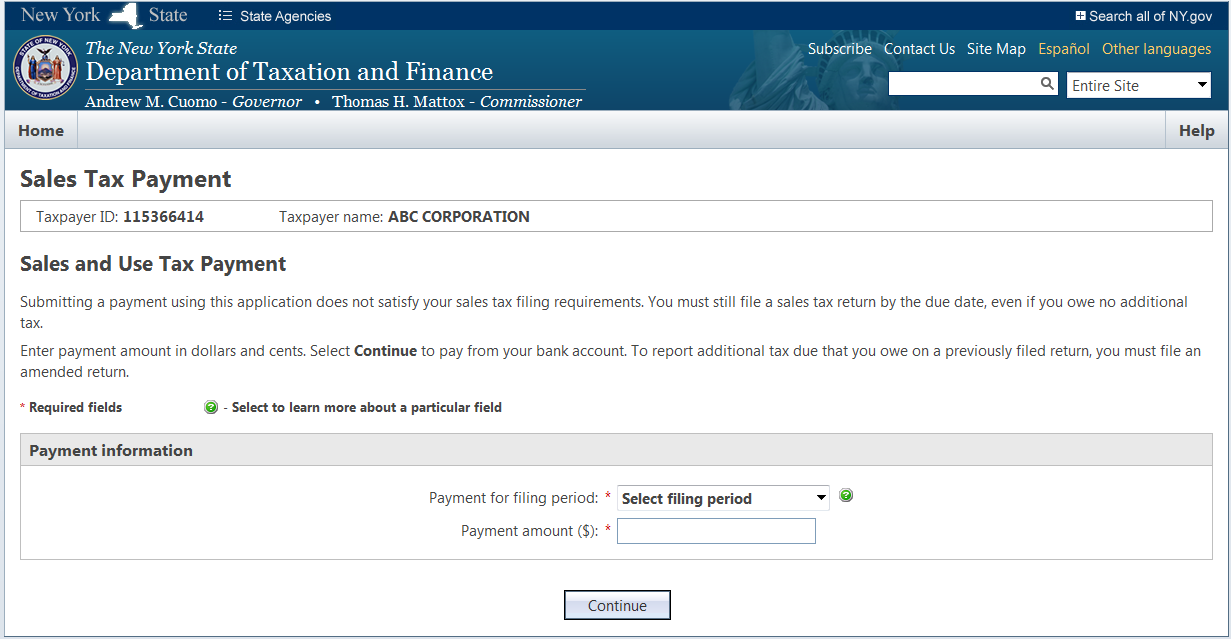 New York State
State Agencies
Search all of NY.gov
The New York State
Department of Taxation and Finance
Andrew M. Cuomo - Governor • Thomas H. Mattox - Commissioner
Subscribe Contact Us Site Map Español Other languages
Entire Site
Home
Help
Sales Tax Payment
Taxpayer ID: 115366414 Taxpayer name: ABC CORPORATION
Sales and Use Tax Payment
Submitting a payment using this application does not satisfy your sales tax filing requirements. You must still file a sales tax return by the due date, even if you owe no additional
tax.
Enter payment amount in dollars and cents. Select Continue to pay from your bank account. To report additional tax due that you owe on a previously filed return, you must file an
amended return.
* Required fields ? - Select to learn more about a particular field
Payment information
Payment for filing period: * Select filing period ?
Payment amount ($): *
Continue